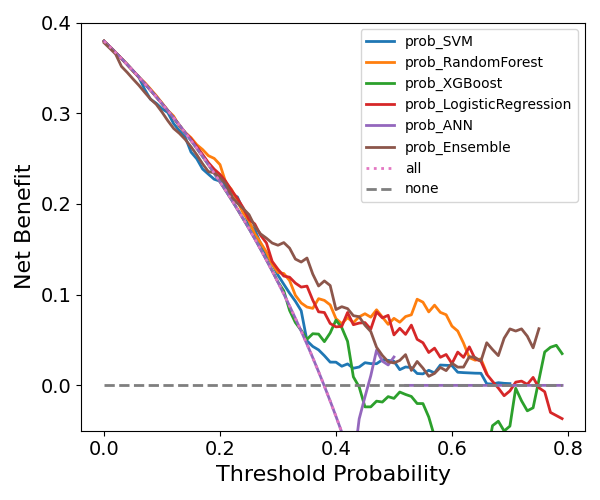 Net Benefit
0.4
0.3
0.2
0.1
0.0
prob_SVM
prob_RandomForest
prob_XGBoost
prob_LogisticRegression
prob_ANN
prob_Ensemble
all
none
0.0 0.2 0.4 0.6 0.8
Threshold Probability